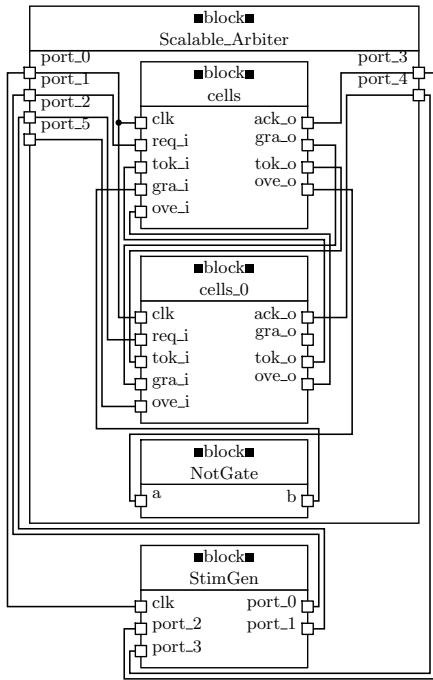 ■block■
Scalable_Arbiter
port_0
port_3
port_1
port_4
port_2
port_5
■block■
cells
clk
ack_o
req_i
gra_o
tok_i
tok_o
gra_i
ove_o
ove_i
■block■
cells_0
clk
ack_o
req_i
gra_o
tok_i
tok_o
gra_i
ove_o
ove_i
■block■
NotGate
a
b
■block■
StimGen
clk
port_0
port_2
port_1
port_3